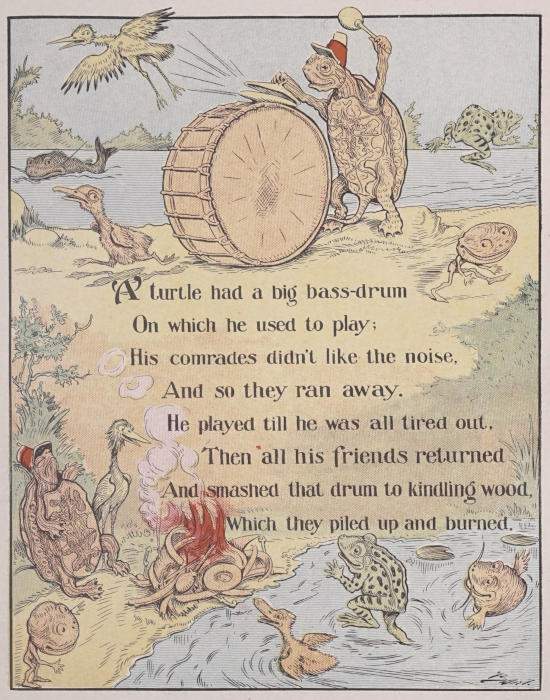 A turtle had a big bass-drum
On which he used to play;
His comrades didn't like the noise,
And so they ran away.
He played till he was all tired out,
Then all his friends returned
And smashed that drum to kindling wood,
Which they piled up and burned.